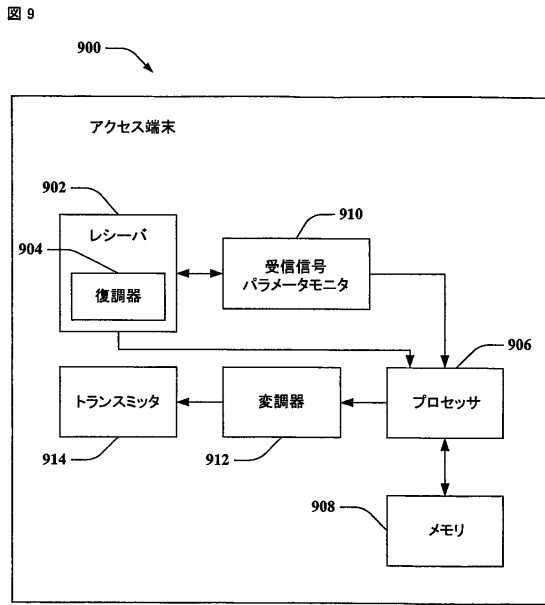 図 9
900
アクセス端末
902
レシーバ
904
復調器
910
受信信号
パラメータモニタ
906
プロセッサ
トランスミッタ
914
変調器
912
908
メモリ